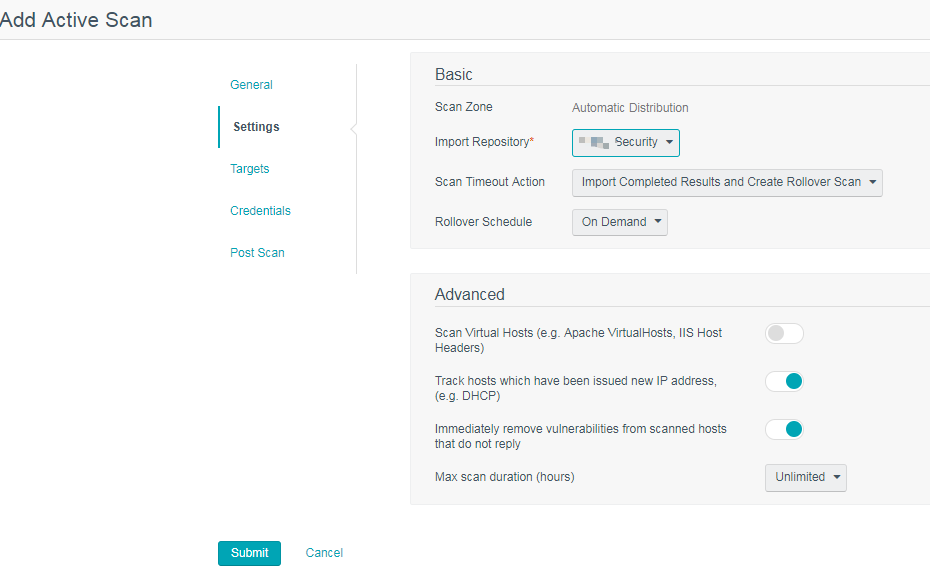 Add Active Scan
General
Settings
Targets
Credentials
Post Scan
Basic
Scan Zone Automatic Distribution
Import Repository* Security
Scan Timeout Action Import Completed Results and Create Rollover Scan
Rollover Schedule On Demand
Advanced
Scan Virtual Hosts (e.g. Apache VirtualHosts, IIS Host
Headers)
Track hosts which have been issued new IP address,
(e.g. DHCP)
Immediately remove vulnerabilities from scanned hosts
that do not reply
Max scan duration (hours) Unlimited
Submit Cancel